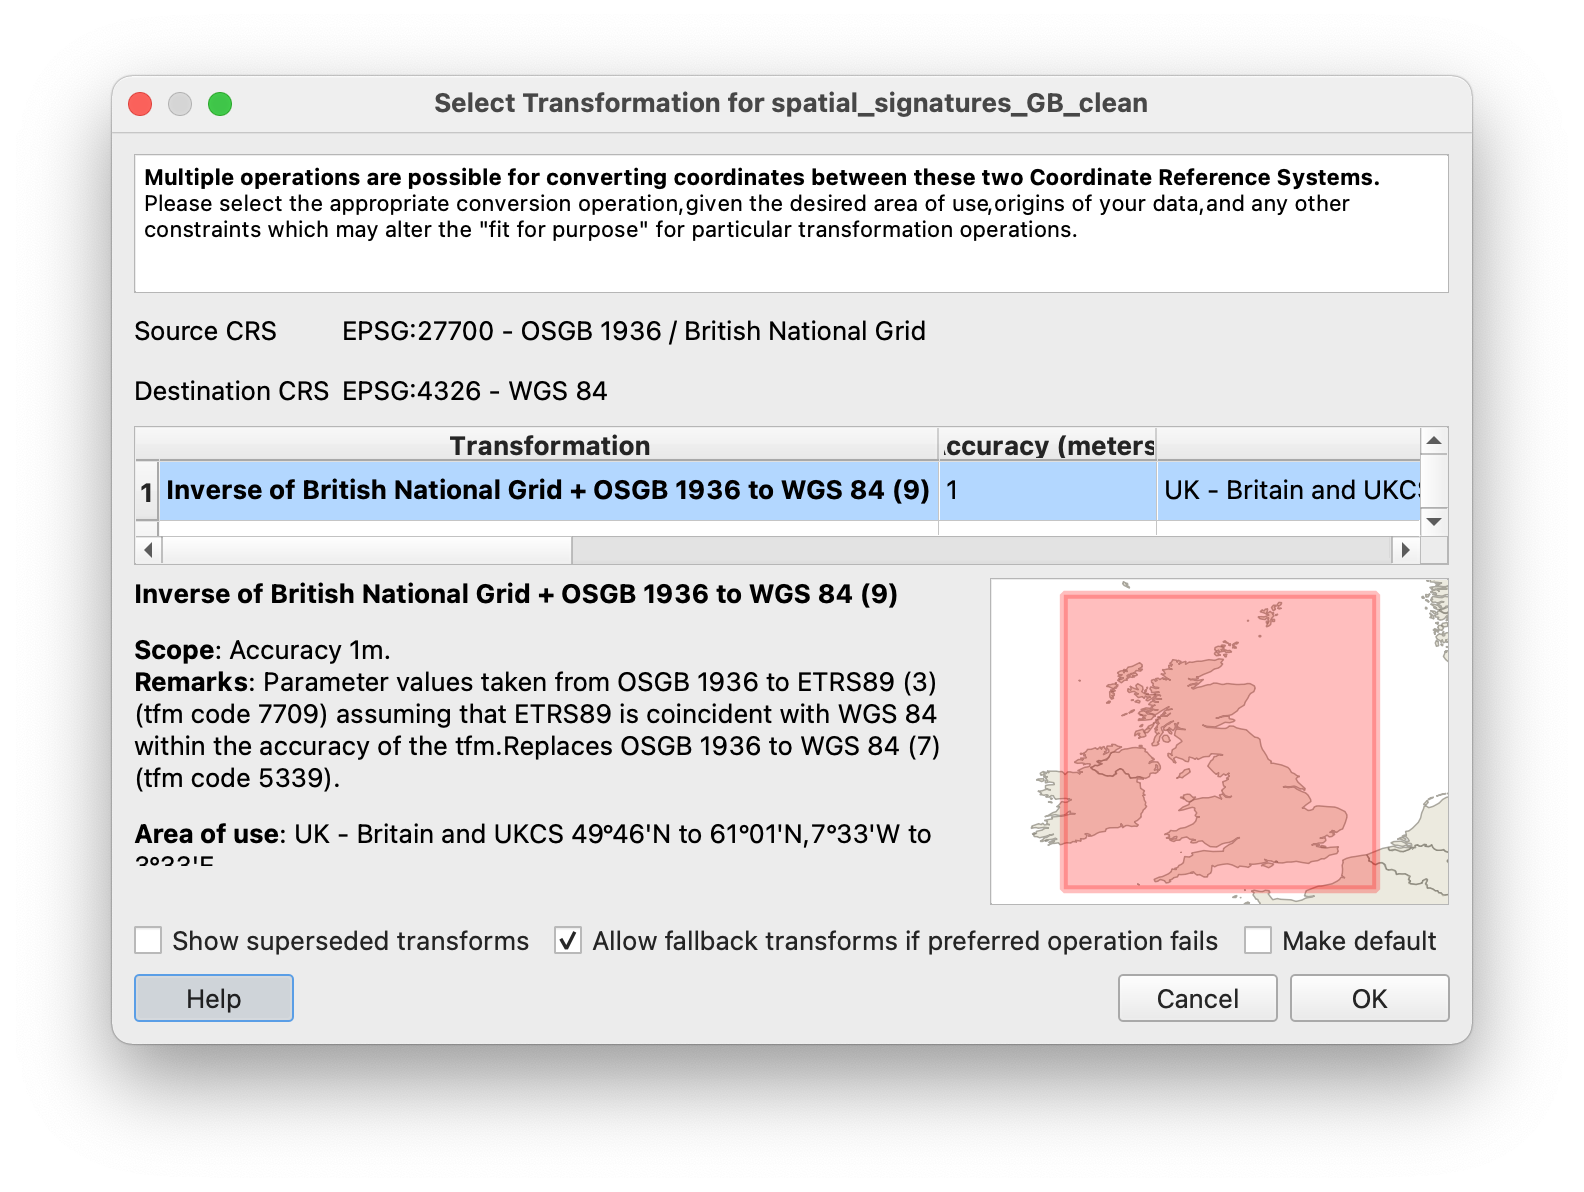 Select Transformation for spatial_signatures_GB_clean
Multiple operations are possible for converting coordinates between these two Coordinate Reference Systems.
Please select the appropriate conversion operation,given the desired area of use,origins of your data,and any other
constraints which may alter the "fit for purpose" for particular transformation operations.
Source CRS EPSG:27700 - OSGB 1936 / British National Grid
Destination CRS EPSG:4326 - WGS 84
Transformation ccuracy (meters
1 Inverse of British National Grid + OSGB 1936 to WGS 84 (9) 1 UK - Britain and UKCS
Inverse of British National Grid + OSGB 1936 to WGS 84 (9)
Scope: Accuracy 1m.
Remarks: Parameter values taken from OSGB 1936 to ETRS89 (3)
(tfm code 7709) assuming that ETRS89 is coincident with WGS 84
within the accuracy of the tfm.Replaces OSGB 1936 to WGS 84 (7)
(tfm code 5339).
Area of use: UK - Britain and UKCS 49°46'N to 61°01'N,7°33'W to
3°33'E
Show superseded transforms Allow fallback transforms if preferred operation fails Make default
Help Cancel OK